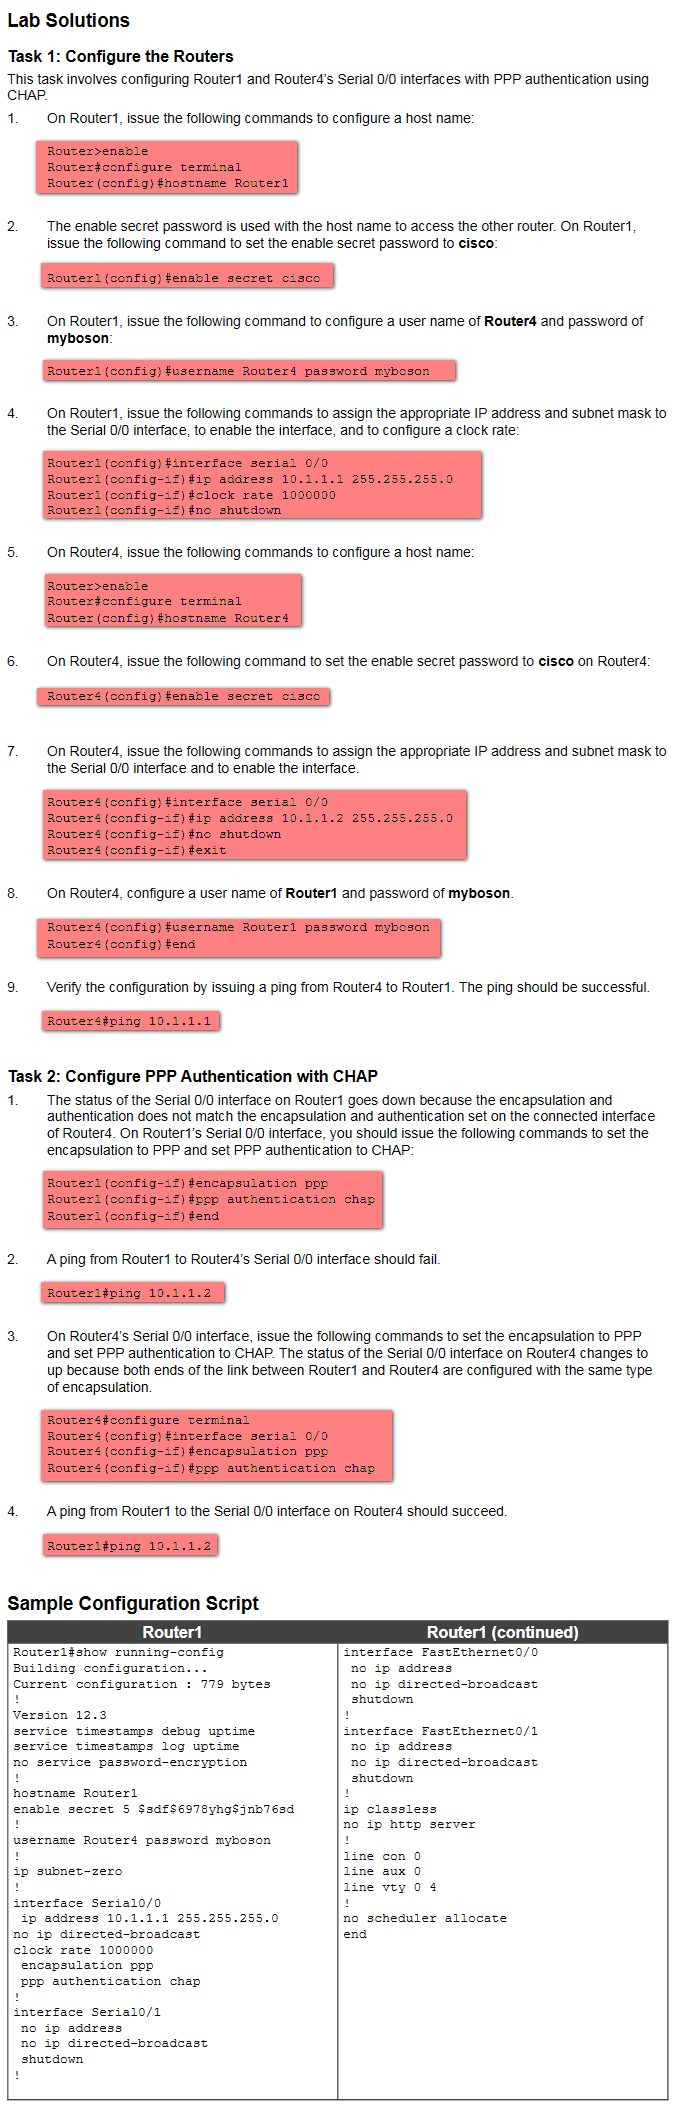 Lab Solutions
Task 1: Configure the Routers
This task involves configuring Router1 and Router4's Serial 0/0 interfaces with PPP authentication using
CHAP.
1. On Router1, issue the following commands to configure a host name:
Router>enable
Router#configure terminal
Router(config)#hostname Router1
2. The enable secret password is used with the host name to access the other router. On Router1,
issue the following command to set the enable secret password to cisco:
Router1(config)#enable secret cisco
3. On Router1, issue the following command to configure a user name of Router4 and password of
myboson:
Router1(config)#username Router4 password myboson
4. On Router1, issue the following commands to assign the appropriate IP address and subnet mask to
the Serial 0/0 interface, to enable the interface, and to configure a clock rate:
Router1(config)#interface serial 0/0
Router1(config-if)#ip address 10.1.1.1 255.255.255.0
Router1(config-if)#clock rate 1000000
Router1(config-if)#no shutdown
5. On Router4, issue the following commands to configure a host name:
Router>enable
Router#configure terminal
Router(config)#hostname Router4
6. On Router4, issue the following command to set the enable secret password to cisco on Router4:
Router4(config)#enable secret cisco
7. On Router4, issue the following commands to assign the appropriate IP address and subnet mask to
the Serial 0/0 interface and to enable the interface.
Router4(config)#interface serial 0/0
Router4(config-if)#ip address 10.1.1.2 255.255.255.0
Router4(config-if)#no shutdown
Router4(config-if)#exit
8. On Router4, configure a user name of Router1 and password of myboson.
Router4(config)#username Router1 password myboson
Router4(config)#end
9. Verify the configuration by issuing a ping from Router4 to Router1. The ping should be successful.
Router4#ping 10.1.1.1
Task 2: Configure PPP Authentication with CHAP
1. The status of the Serial 0/0 interface on Router1 goes down because the encapsulation and
authentication does not match the encapsulation and authentication set on the connected interface
of Router4. On Router1's Serial 0/0 interface, you should issue the following commands to set the
encapsulation to PPP and set PPP authentication to CHAP:
Router1(config-if)#encapsulation ppp
Router1(config-if)#ppp authentication chap
Router1(config-if)#end
2. A ping from Router1 to Router4's Serial 0/0 interface should fail.
Router1#ping 10.1.1.2
3. On Router4's Serial 0/0 interface, issue the following commands to set the encapsulation to PPP
and set PPP authentication to CHAP. The status of the Serial 0/0 interface on Router4 changes to
up because both ends of the link between Router1 and Router4 are configured with the same type
of encapsulation.
Router4#configure terminal
Router4(config)#interface serial 0/0
Router4(config-if)#encapsulation ppp
Router4(config-if)#ppp authentication chap
4. A ping from Router1 to the Serial 0/0 interface on Router4 should succeed.
Router1#ping 10.1.1.2
Sample Configuration Script
Router1
Router1#show running-config
Building configuration...
Current configuration : 779 bytes
!
Version 12.3
service timestamps debug uptime
service timestamps log uptime
no service password-encryption
!
hostname Router1
enable secret 5 $sdf$6978yhg$jnb76sd
!
username Router4 password myboson
!
ip subnet-zero
!
interface Serial0/0
ip address 10.1.1.1 255.255.255.0
no ip directed-broadcast
clock rate 1000000
encapsulation ppp
ppp authentication chap
!
interface Serial0/1
no ip address
no ip directed-broadcast
shutdown
!
Router1 (continued)
interface FastEthernet0/0
no ip address
no ip directed-broadcast
shutdown
!
interface FastEthernet0/1
no ip address
no ip directed-broadcast
shutdown
!
ip classless
no ip http server
!
line con 0
line aux 0
line vty 0 4
!
no scheduler allocate
end